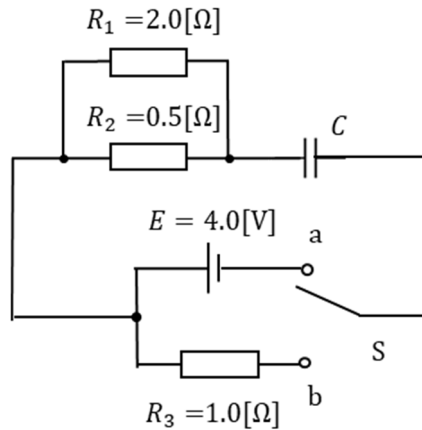 R₁ =2.0[Ω]
R₂ =0.5[Ω]
C
E = 4.0[V]
a
S
b
R₃ =1.0[Ω]